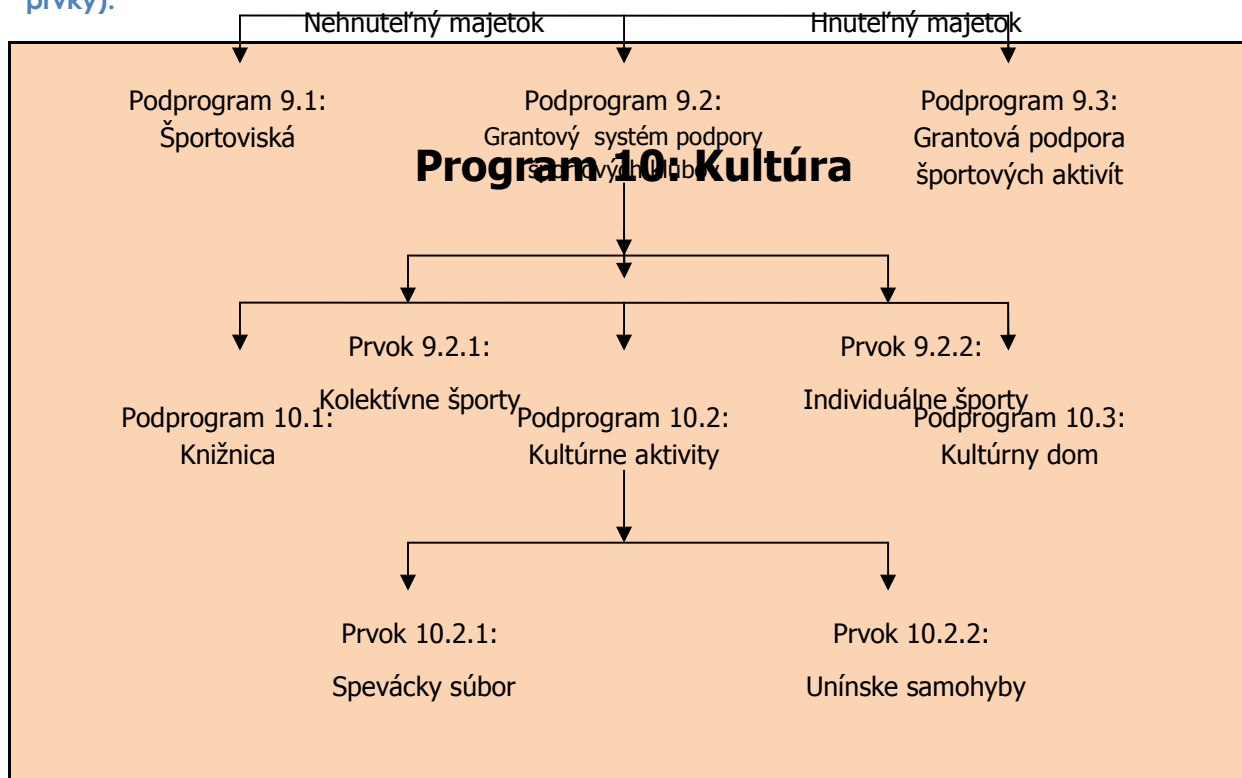 prvky).
Nehnuteľný majetok
Hnuteľný majetok
Podprogram 9.1:
Športoviská
Podprogram 9.2:
Grantový systém podpory
športových klubov
Podprogram 9.3:
Grantová podpora
športových aktivít
Program 10: Kultúra
Prvok 9.2.1:
Kolektívne športy
Prvok 9.2.2:
Individuálne športy
Podprogram 10.1:
Knižnica
Podprogram 10.2:
Kultúrne aktivity
Podprogram 10.3:
Kultúrny dom
Prvok 10.2.1:
Spevácky súbor
Prvok 10.2.2:
Unínske samohyby